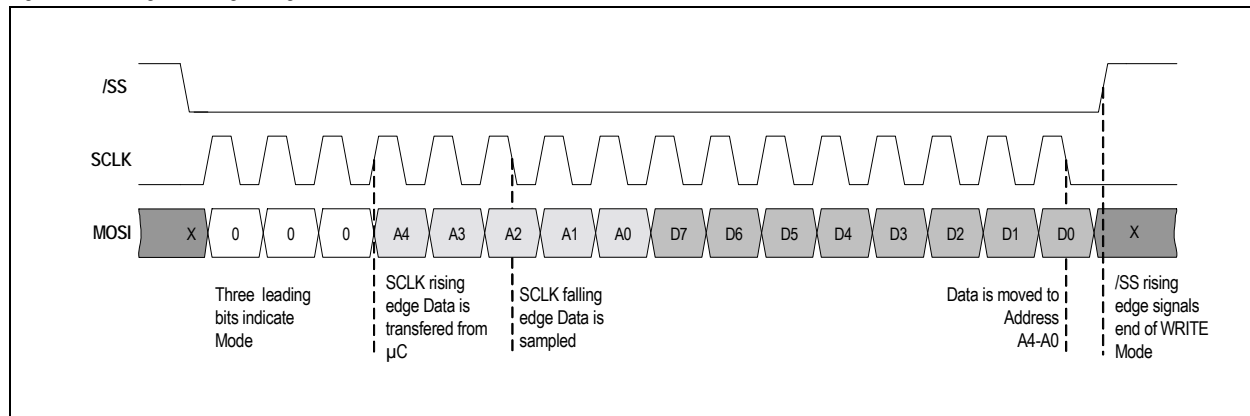 /SS
SCLK
MOSI
X 0 0 0 A4 A3 A2 A1 A0 D7 D6 D5 D4 D3 D2 D1 D0 X
Three leading
bits indicate
Mode
SCLK rising
edge Data is
transfered from
µC
SCLK falling
edge Data is
sampled
Data is moved to
Address
A4-A0
/SS rising
edge signals
end of WRITE
Mode